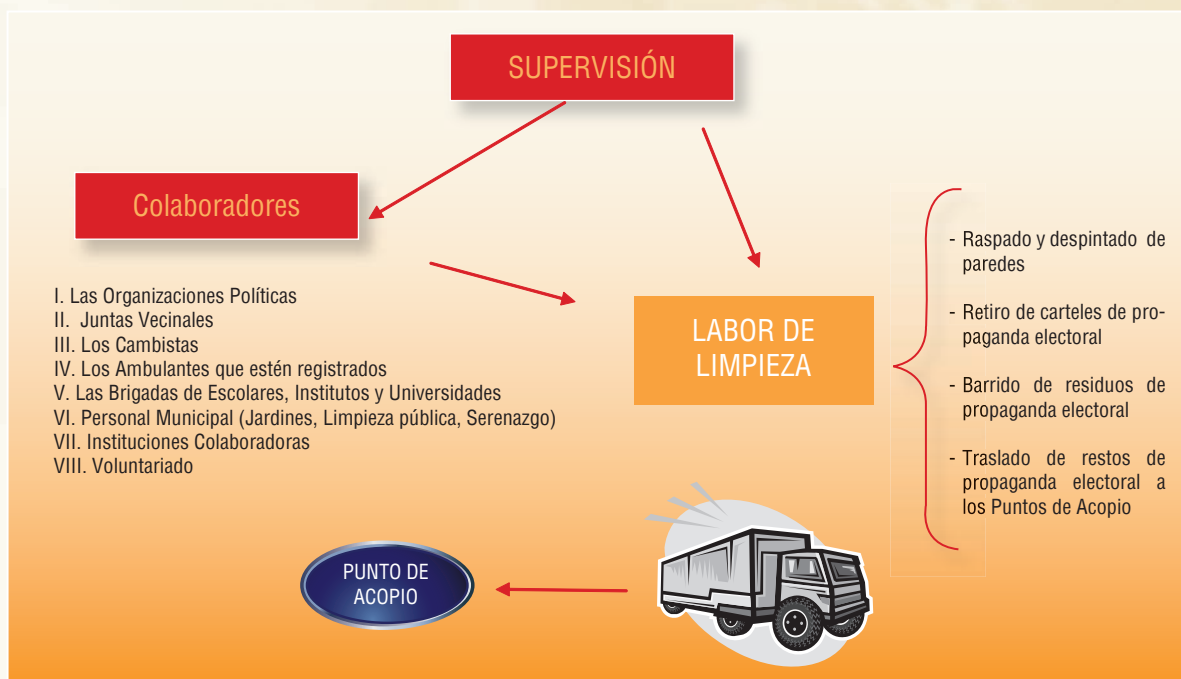 SUPERVISIÓN
Colaboradores
I. Las Organizaciones Políticas
II. Juntas Vecinales
III. Los Cambistas
IV. Los Ambulantes que estén registrados
V. Las Brigadas de Escolares, Institutos y Universidades
VI. Personal Municipal (Jardines, Limpieza pública, Serenazgo)
VII. Instituciones Colaboradoras
VIII. Voluntariado
LABOR DE
LIMPIEZA
- Raspado y despintado de
paredes
- Retiro de carteles de pro-
paganda electoral
- Barrido de residuos de
propaganda electoral
- Traslado de restos de
propaganda electoral a
los Puntos de Acopio
PUNTO DE
ACOPIO